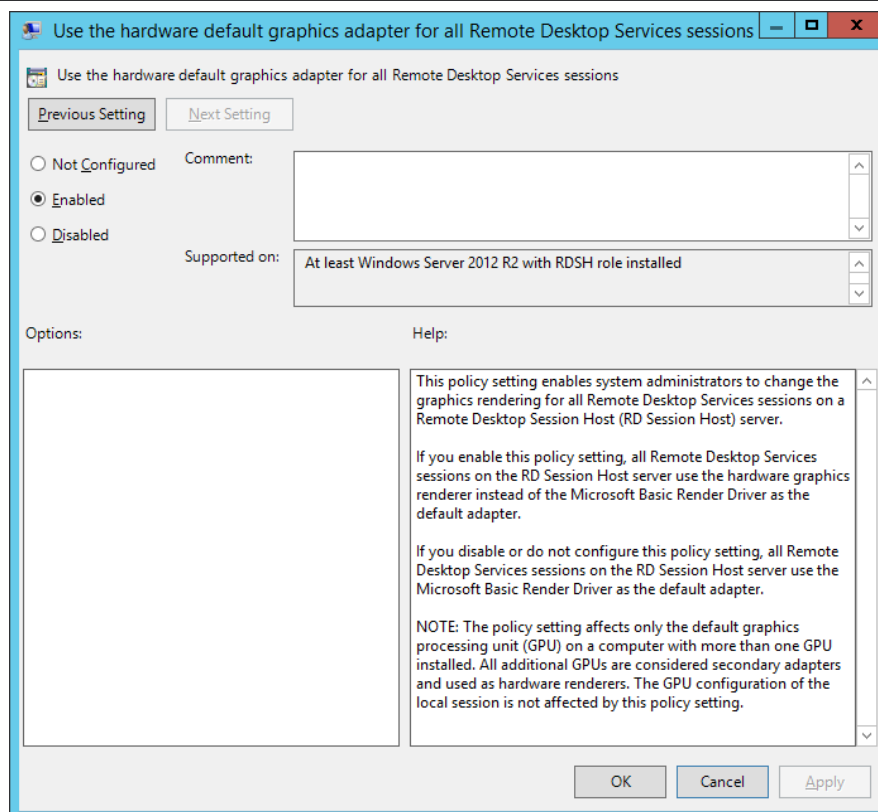 Use the hardware default graphics adapter for all Remote Desktop Services sessions
Use the hardware default graphics adapter for all Remote Desktop Services sessions
Previous Setting
Next Setting
Not Configured
Comment:
Enabled
Disabled
Supported on:
At least Windows Server 2012 R2 with RDSH role installed
Options:
Help:
This policy setting enables system administrators to change the
graphics rendering for all Remote Desktop Services sessions on a
Remote Desktop Session Host (RD Session Host) server.
If you enable this policy setting, all Remote Desktop Services
sessions on the RD Session Host server use the hardware graphics
renderer instead of the Microsoft Basic Render Driver as the
default adapter.
If you disable or do not configure this policy setting, all Remote
Desktop Services sessions on the RD Session Host server use the
Microsoft Basic Render Driver as the default adapter.
NOTE: The policy setting affects only the default graphics
processing unit (GPU) on a computer with more than one GPU
installed. All additional GPUs are considered secondary adapters
and used as hardware renderers. The GPU configuration of the
local session is not affected by this policy setting.
OK
Cancel
Apply